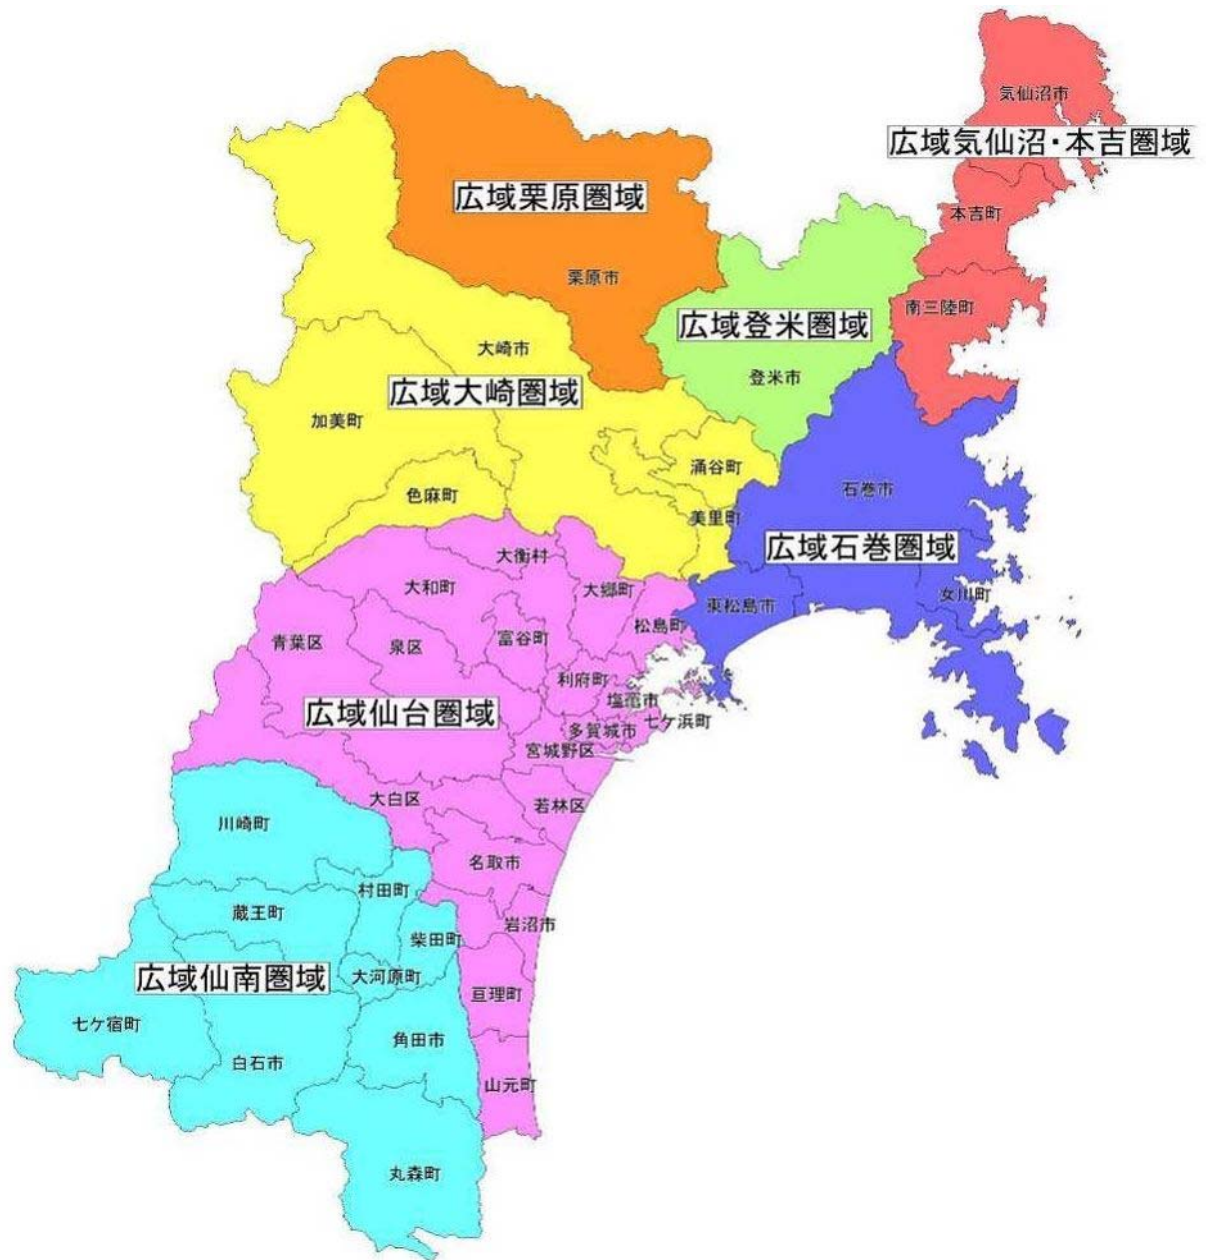 気仙沼市
広域気仙沼・本吉圏域
広域栗原圏域
本吉町
栗原市
南三陸町
広域登米圏域
大崎市
登米市
広域大崎圏域
加美町
涌谷町
色麻町
石巻市
美里町
広域石巻圏域
大衡村
大和町
大郷町
女川町
東松島市
松島町
青葉区
泉区
富谷町
利府町
塩竈市
広域仙台圏域
七ケ浜町
多賀城市
宮城野区
大白区
若林区
川崎町
名取市
村田町
蔵王町
岩沼市
柴田町
広域仙南圏域
大河原町
亘理町
七ケ宿町
角田市
白石市
山元町
丸森町